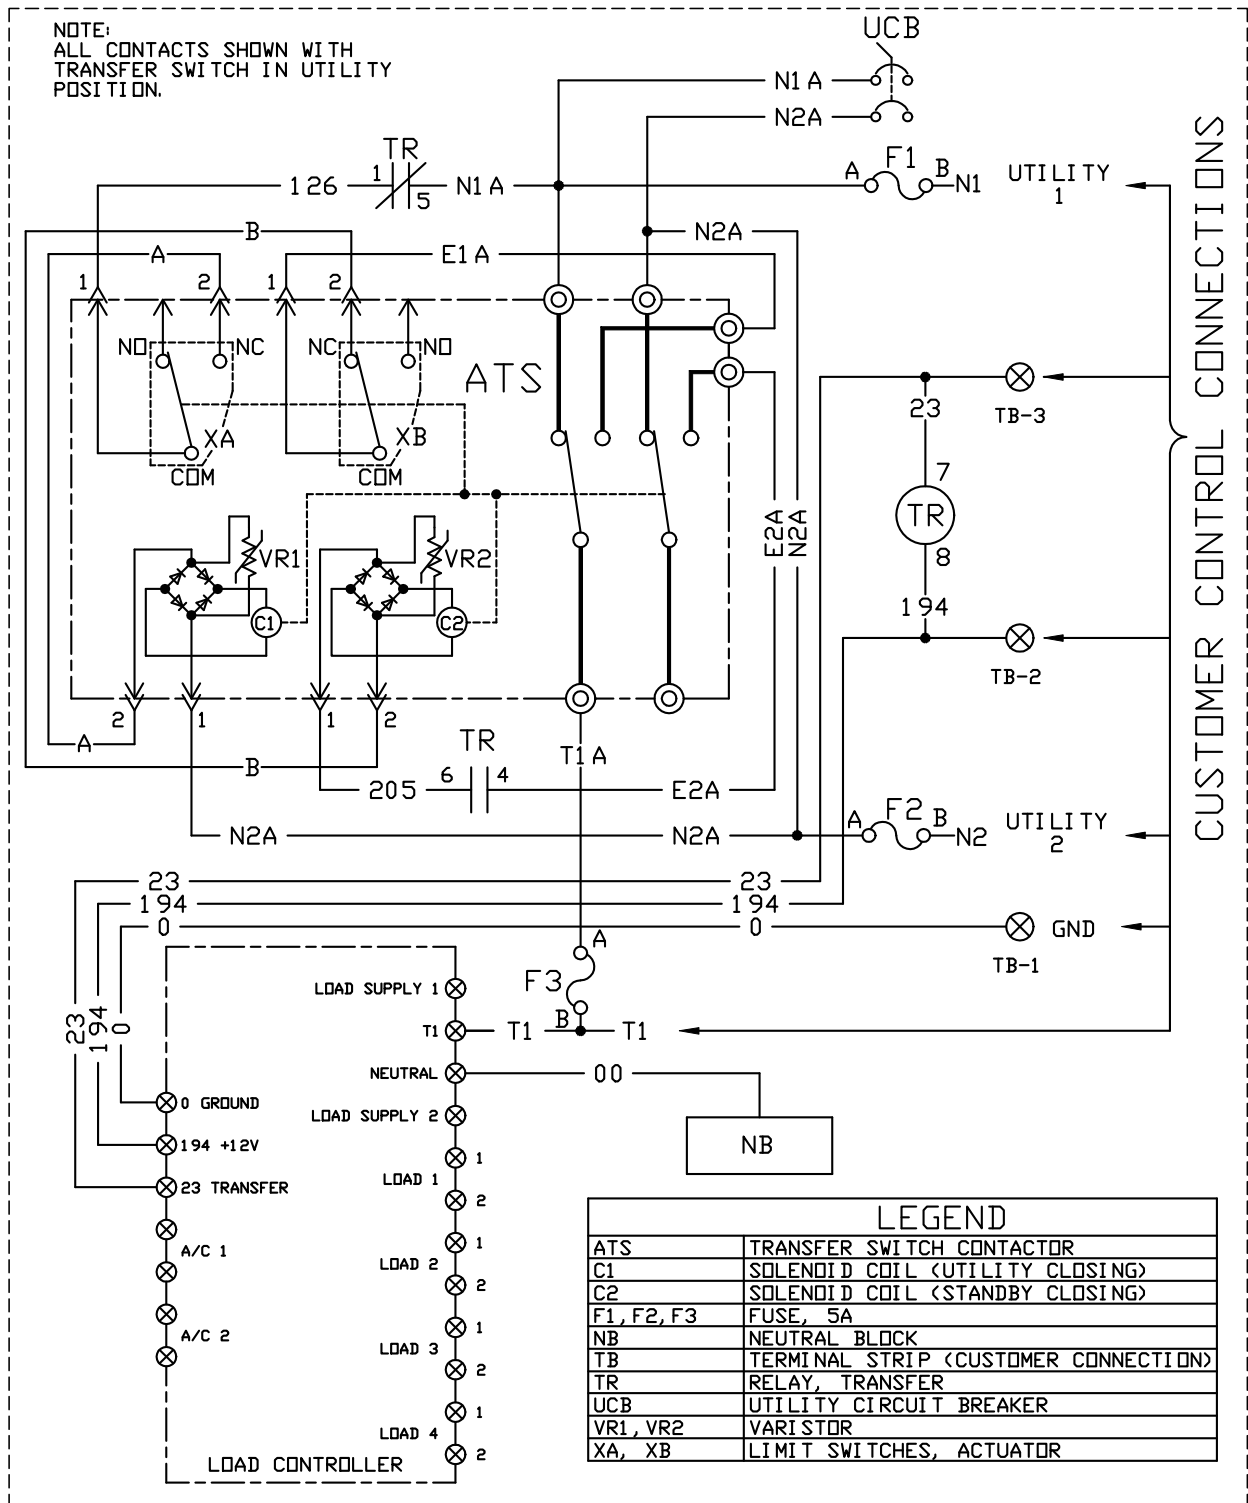 NOTE:
ALL CONTACTS SHOWN WITH
TRANSFER SWITCH IN UTILITY
POSITION.
UCB
N1A
N2A
TR
126
1
5
N1A
A
F1
B
N1
UTILITY
1
B
N2A
A
E1A
1
2
1
2
NO
NC
NC
NO
ATS
XA
XB
COM
COM
23
TB-3
7
TR
8
E2A
N2A
VR1
VR2
C1
C2
194
TB-2
2
1
1
2
A
B
T1A
TR
205
6
4
E2A
N2A
N2A
A
F2
B
N2
UTILITY
2
23
23
194
194
0
0
GND
TB-1
CUSTOMER CONTROL CONNECTIONS
A
F3
B
T1
T1
23
194
0
LOAD SUPPLY 1
T1
NEUTRAL
00
NB
0 GROUND
LOAD SUPPLY 2
194 +12V
1
LOAD 1
23 TRANSFER
2
A/C 1
1
LOAD 2
2
A/C 2
1
LOAD 3
2
1
LOAD 4
2
LOAD CONTROLLER
LEGEND
ATS TRANSFER SWITCH CONTACTOR
C1 SOLENOID COIL (UTILITY CLOSING)
C2 SOLENOID COIL (STANDBY CLOSING)
F1,F2,F3 FUSE, 5A
NB NEUTRAL BLOCK
TB TERMINAL STRIP (CUSTOMER CONNECTION)
TR RELAY, TRANSFER
UCB UTILITY CIRCUIT BREAKER
VR1,VR2 VARISTOR
XA, XB LIMIT SWITCHES, ACTUATOR